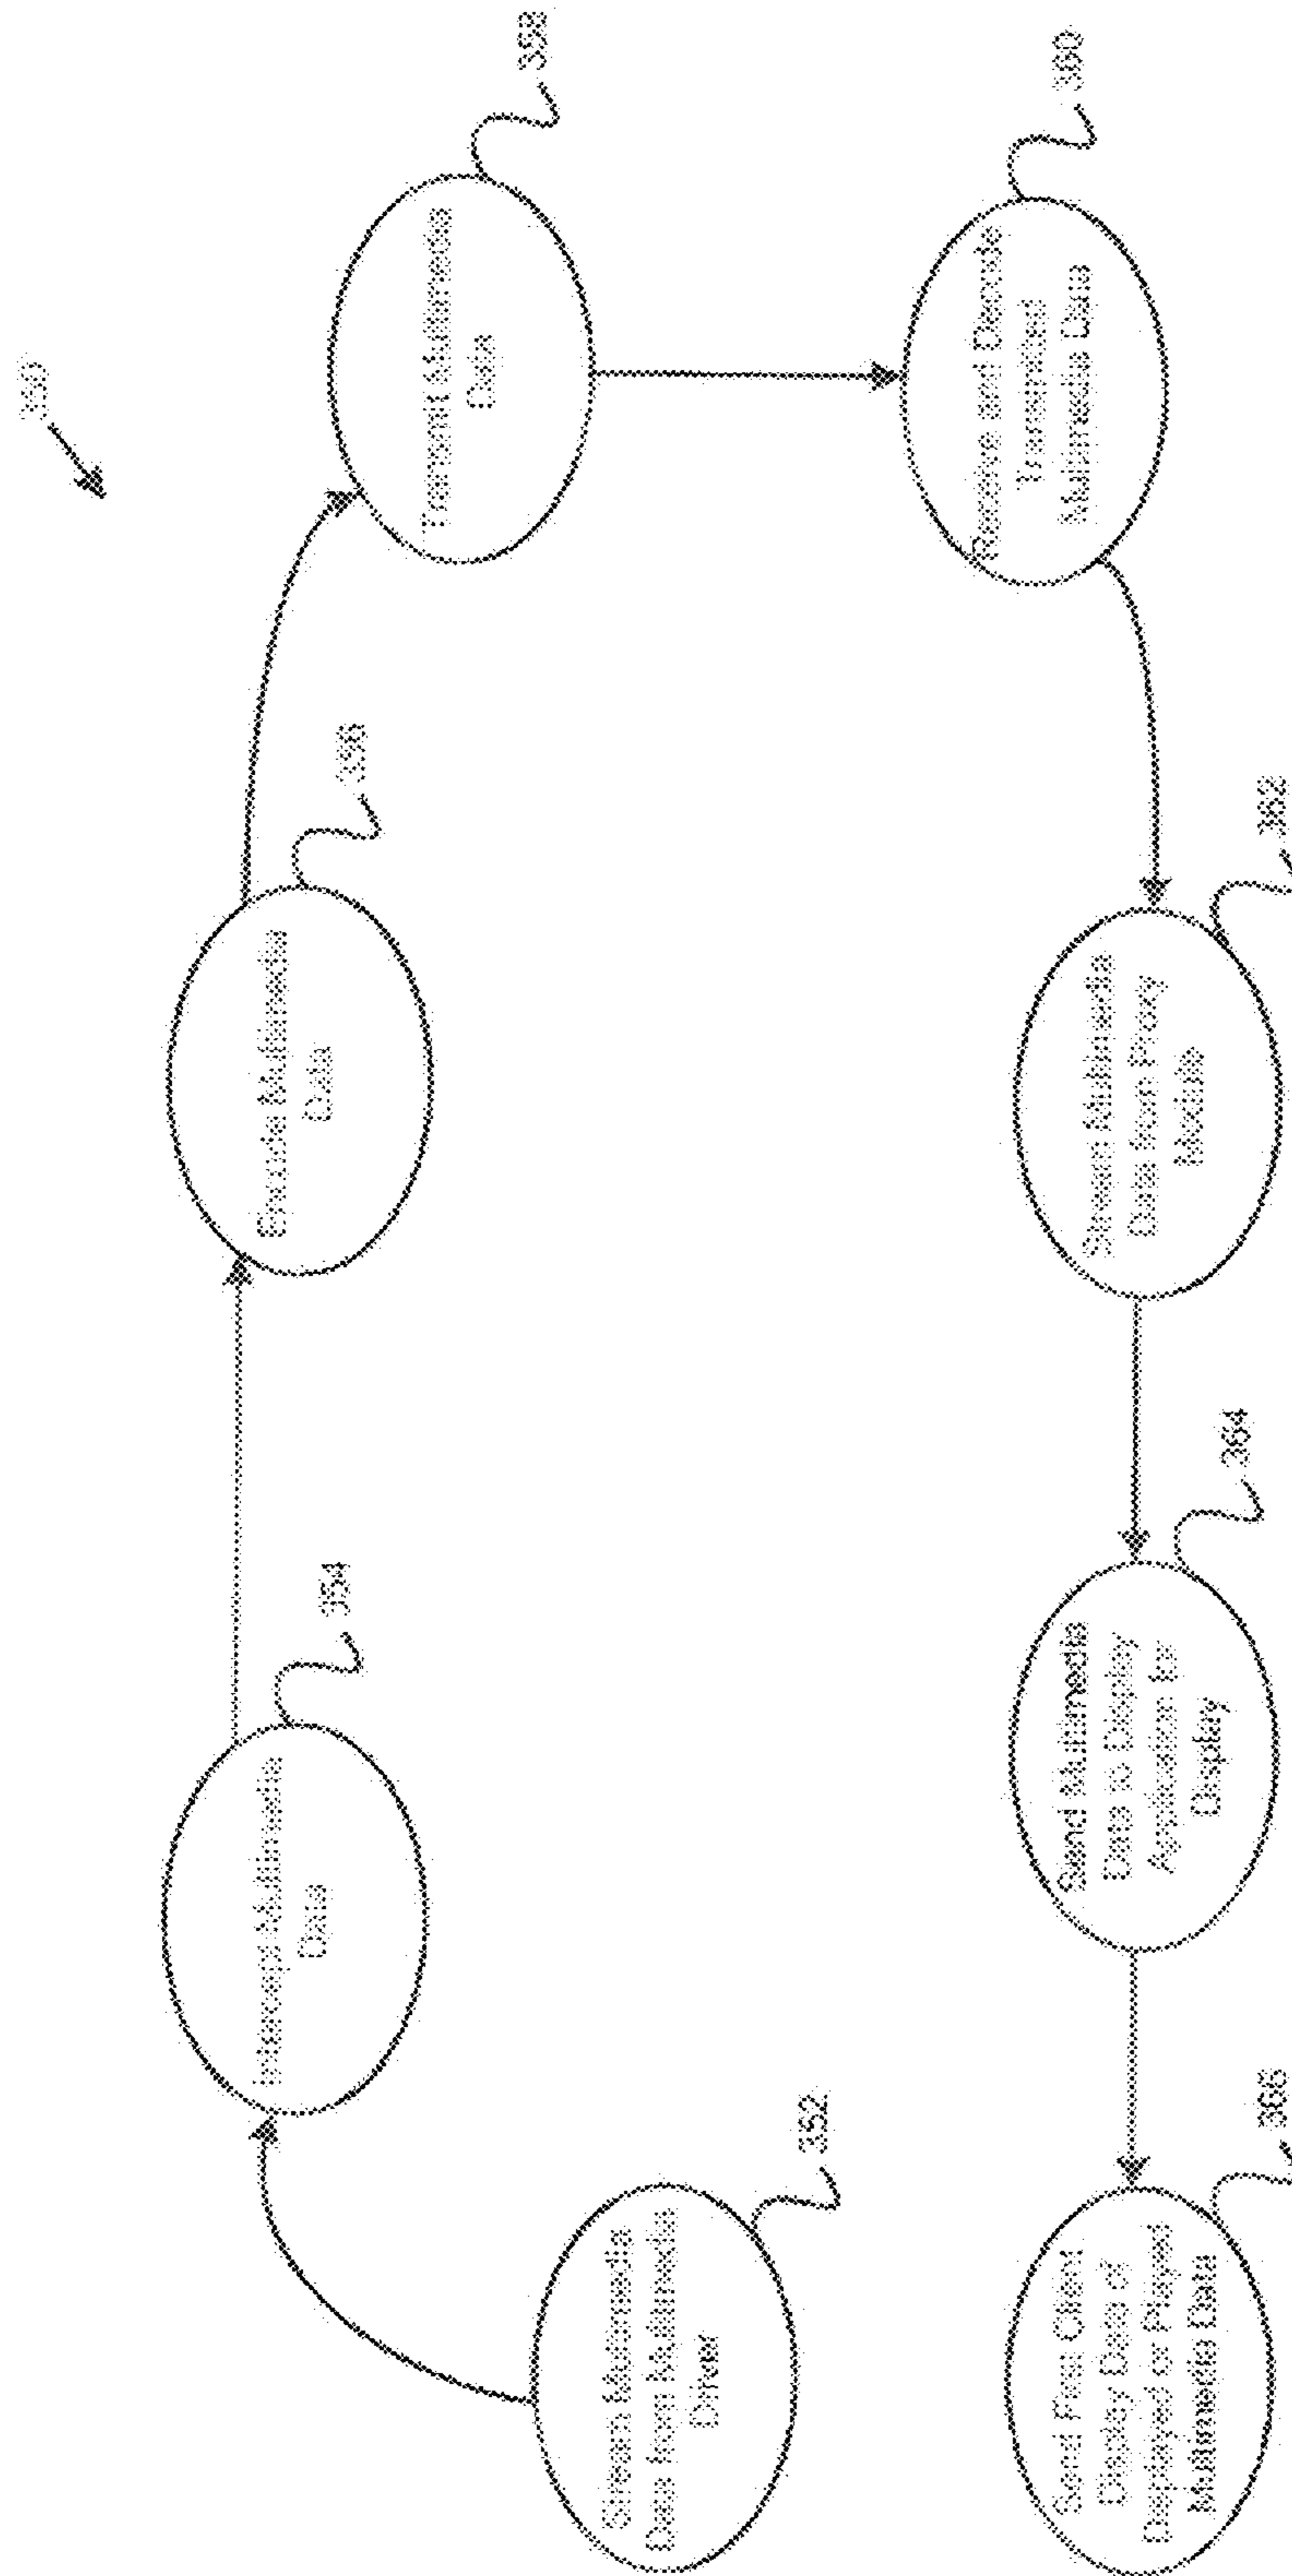 350
Stream Multimedia
Data from Multimedia
Driver
352
Intercept Multimedia
Data
354
Encode Multimedia
Data
356
Transmit Multimedia
Data
358
Receive and Decode
Transmitted
Multimedia Data
360
Stream Multimedia
Data from Proxy
Module
362
Send Multimedia
Data to Display
Application for
Display
364
Send First Client
Display Data of
Displayed or Played
Multimedia Data
366